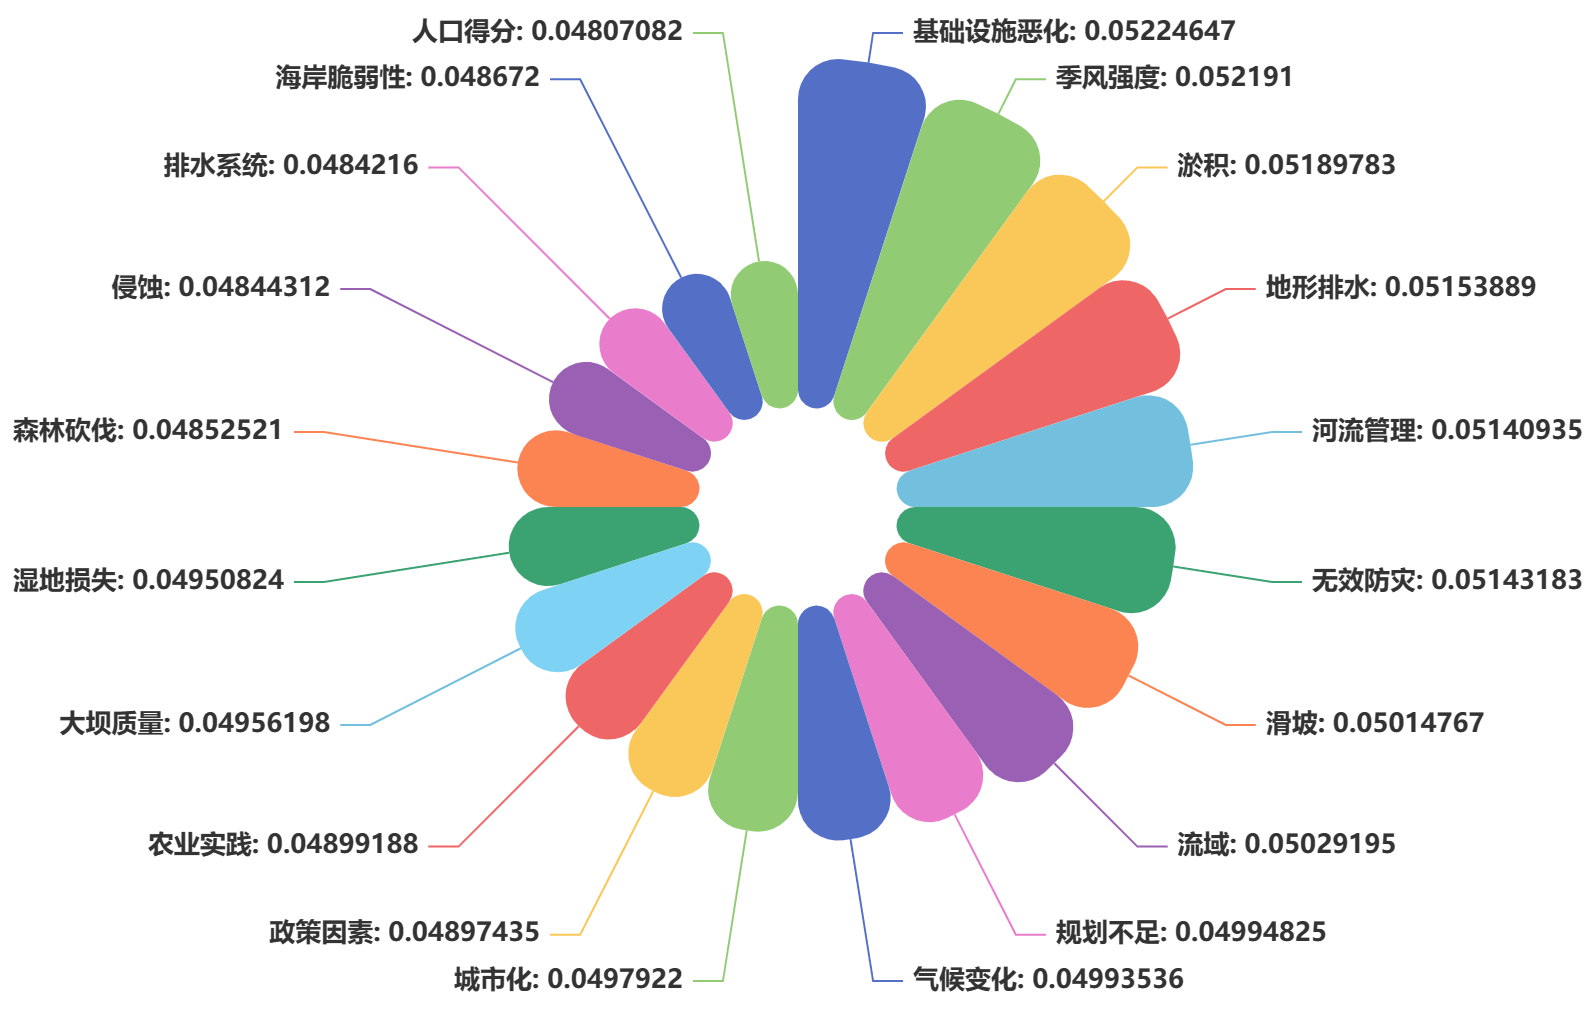 人口得分: 0.04807082
基础设施恶化: 0.05224647
海岸脆弱性: 0.048672
季风强度: 0.052191
排水系统: 0.0484216
淤积: 0.05189783
侵蚀: 0.04844312
地形排水: 0.05153889
森林砍伐: 0.04852521
河流管理: 0.05140935
湿地损失: 0.04950824
无效防灾: 0.05143183
大坝质量: 0.04956198
滑坡: 0.05014767
农业实践: 0.04899188
流域: 0.05029195
政策因素: 0.04897435
规划不足: 0.04994825
城市化: 0.0497922
气候变化: 0.04993536